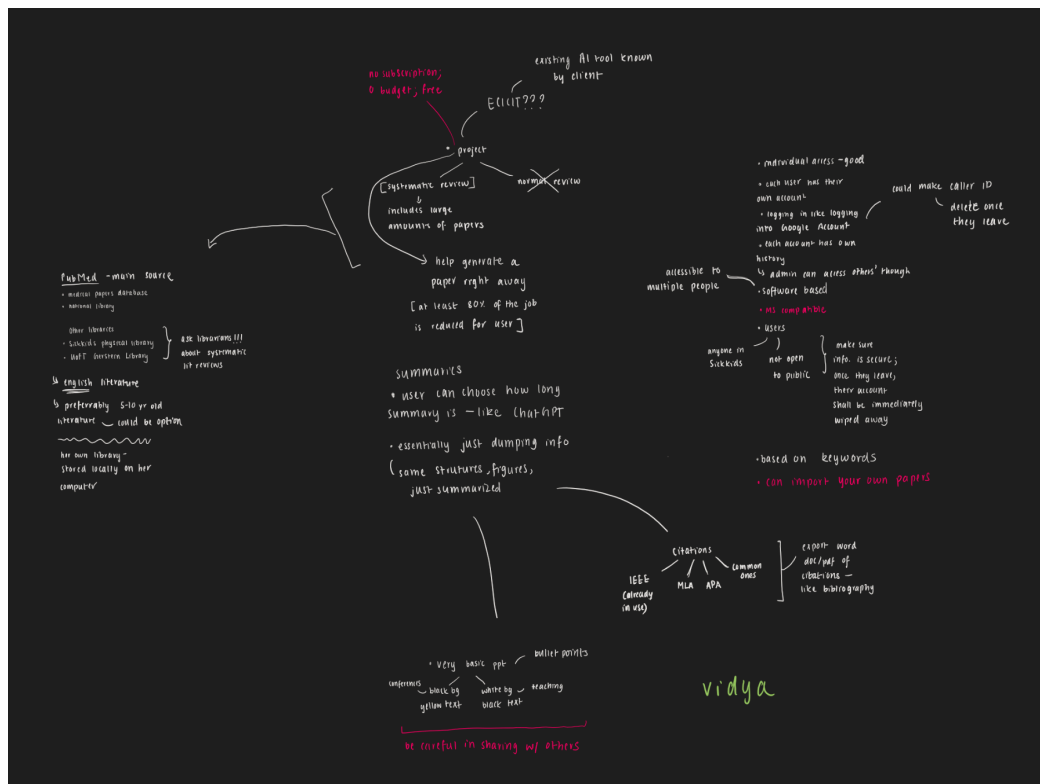 existing AI tool known
by client
no subscription;
0 budget; free
ELICIT???
• project
[systematic review]
normal review
↓
includes large
amounts of papers
→ help generate a
paper right away
[at least 80% of the job
is reduced for user]
PubMed - main source
• medical papers database
• national library
Other libraries
• Sickkids physical library
• UofT Gerstein Library
ask librarians!!!
about systematic
lit reviews
↳ english literature
↳ preferrably 5-10 yr old
literature
could be option
her own library -
stored locally on her
computer
summaries
• user can choose how long
summary is - like ChatGPT
• essentially just dumping info
(same strutures, figures,
just summarized
• individual access - good
• each user has their
own account
• logging in like logging
into Google Account
• each account has own
history
↳ admin can access others' though
• software based
• MS compatible
• users
could make caller ID
delete once
they leave
accessible to
multiple people
anyone in
Sickkids
not open
to public
make sure
info. is secure;
once they leave,
their account
shall be immediately
wiped away
• based on keywords
• can import your own papers
citations
IEEE
(already
in use)
MLA
APA
common
ones
export word
doc/pdf of
citations -
like bibliography
• very basic ppt
bullet points
conferences
black bg
yellow text
white bg
black text
teaching
be careful in sharing w/ others
vidya